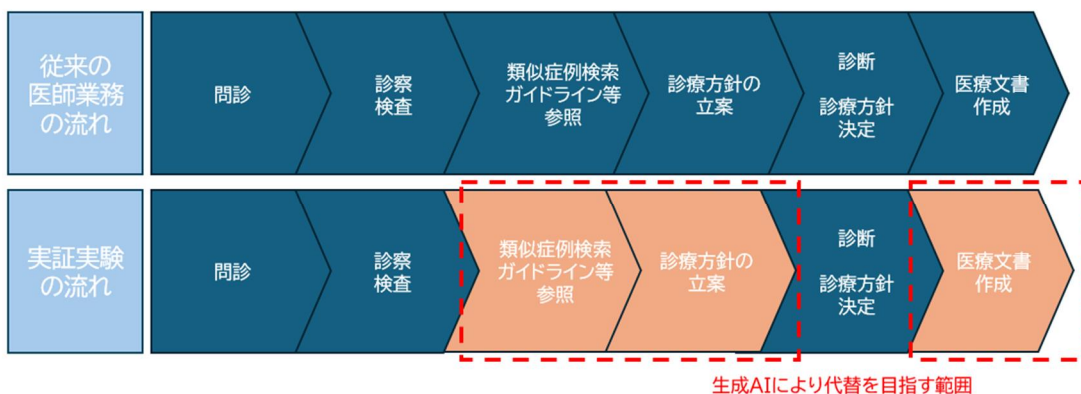 従来の
医師業務
の流れ
問診
診察
検査
類似症例検索
ガイドライン等
参照
診療方針の
立案
診断
診療方針
決定
医療文書
作成
実証実験
の流れ
問診
診察
検査
類似症例検索
ガイドライン等
参照
診療方針の
立案
診断
診療方針
決定
医療文書
作成
生成AIにより代替を目指す範囲